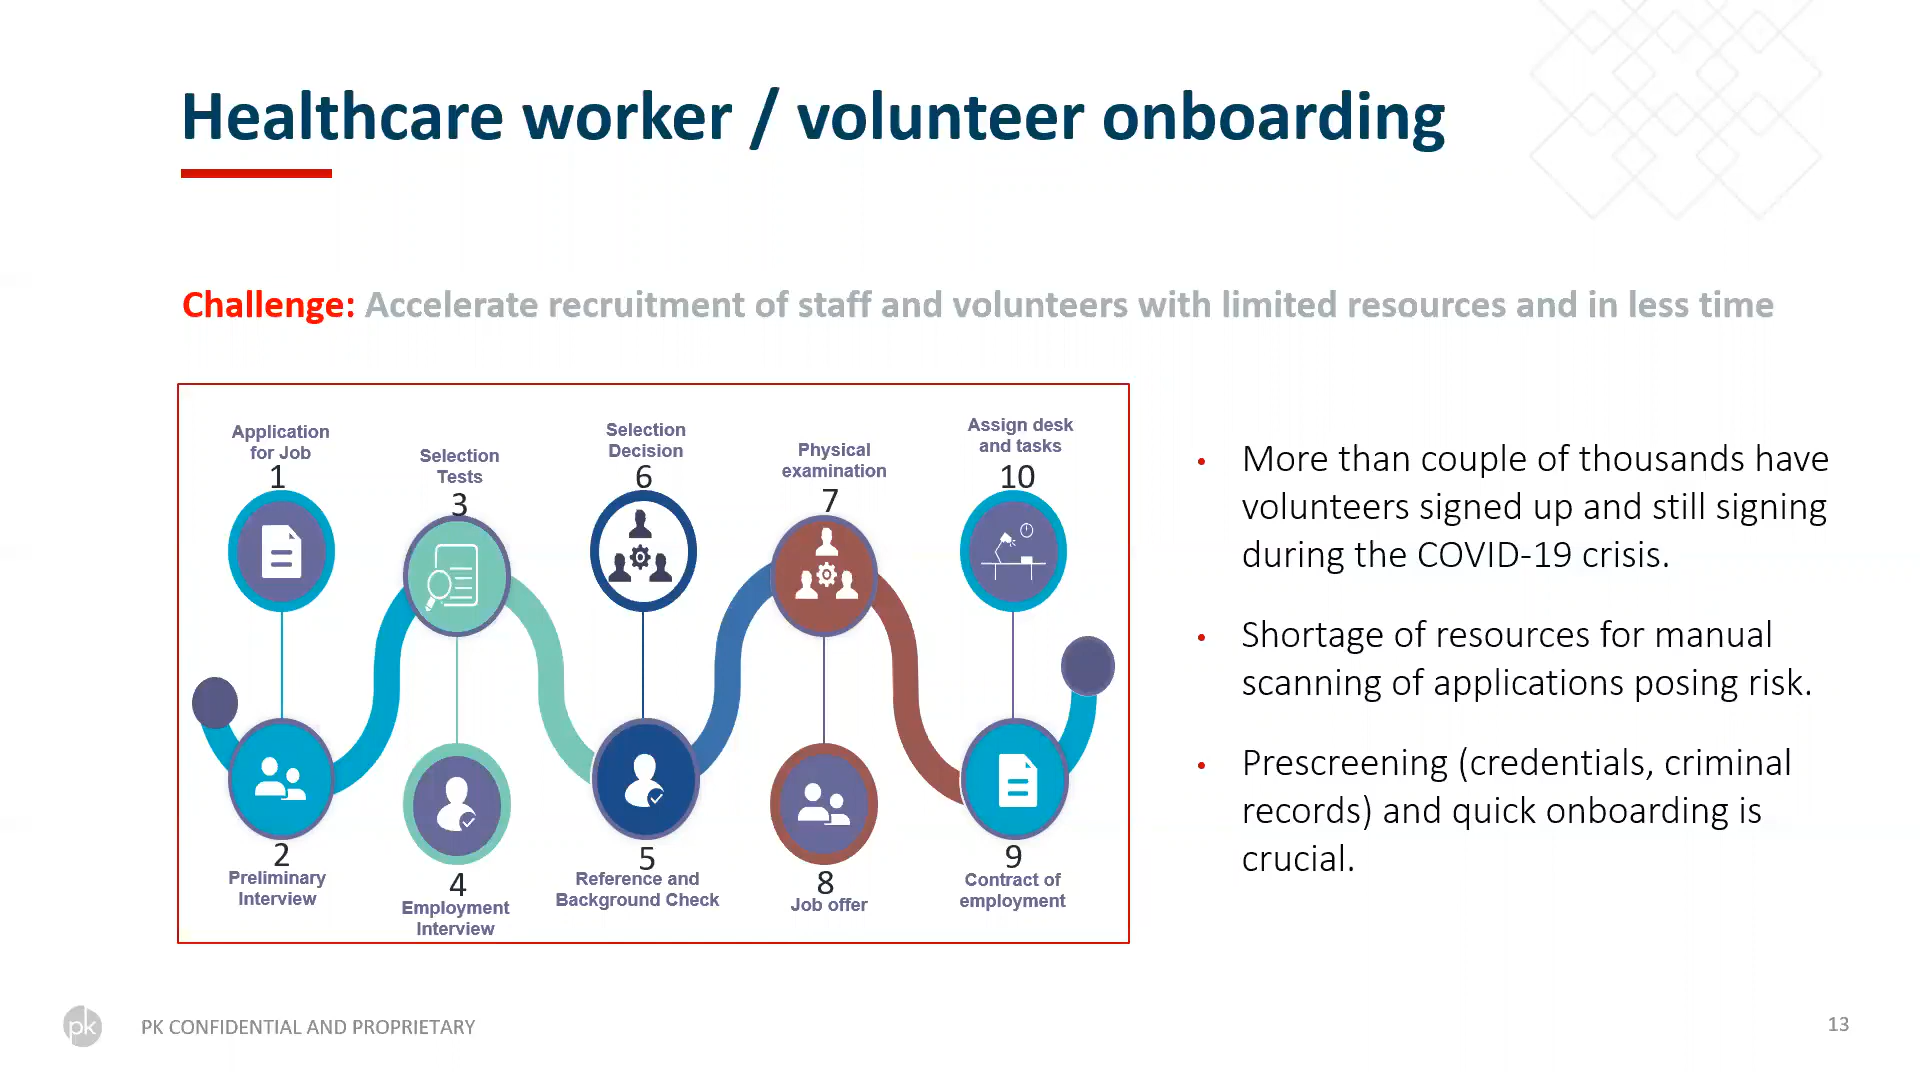 Healthcare worker / volunteer onboarding
Challenge: Accelerate recruitment of staff and volunteers with limited resources and in less time
Application
for Job
1
2
Preliminary
Interview
Selection
Tests
3
4
Employment
Interview
Selection
Decision
6
5
Reference and
Background Check
Physical
examination
7
8
Job offer
Assign desk
and tasks
10
9
Contract of
employment
• More than couple of thousands have
volunteers signed up and still signing
during the COVID-19 crisis.
• Shortage of resources for manual
scanning of applications posing risk.
• Prescreening (credentials, criminal
records) and quick onboarding is
crucial.
pk
PK CONFIDENTIAL AND PROPRIETARY
13